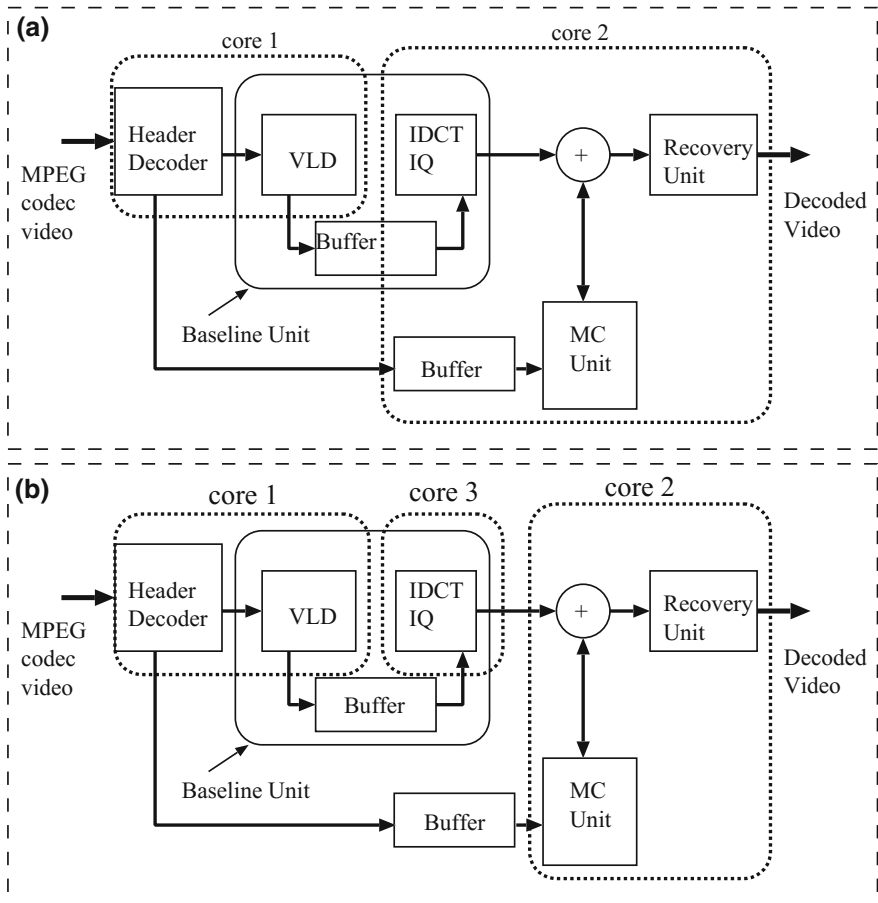 (a)
core 1
core 2
Header
Decoder
VLD
IDCT
IQ
+
Recovery
Unit
MPEG
codec
video
Buffer
Decoded
Video
Baseline Unit
Buffer
MC
Unit
(b)
core 1
core 3
core 2
Header
Decoder
VLD
IDCT
IQ
+
Recovery
Unit
MPEG
codec
video
Buffer
Decoded
Video
Baseline Unit
Buffer
MC
Unit